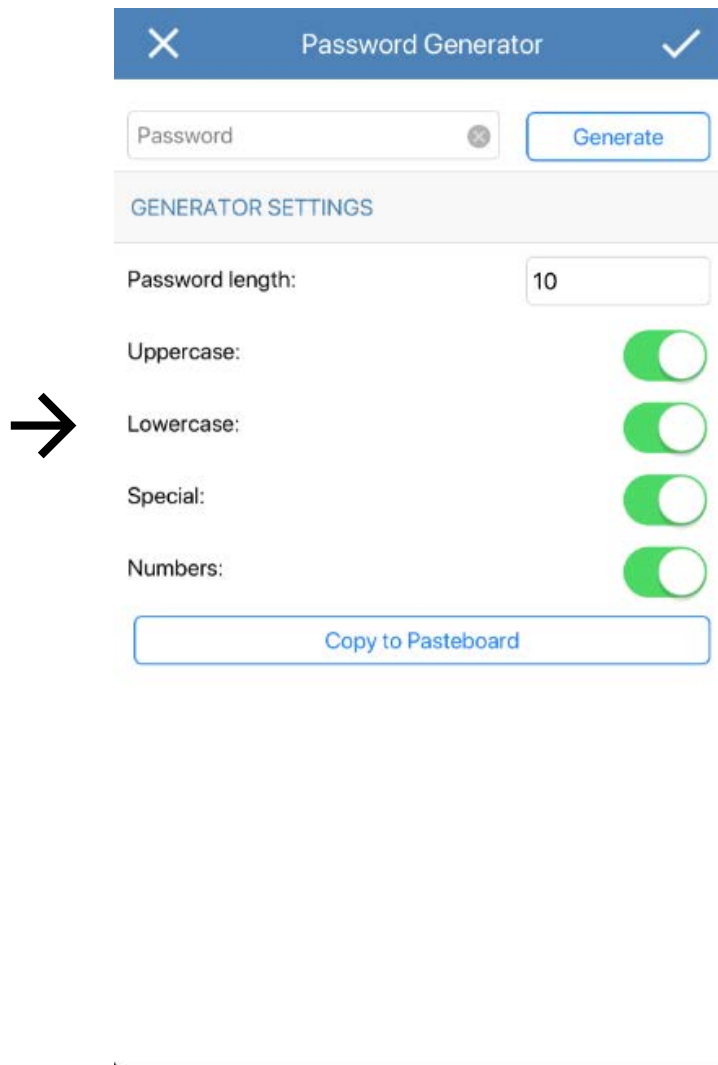 Password Generator
Password
Generate
GENERATOR SETTINGS
Password length:
10
Uppercase:
Lowercase:
Special:
Numbers:
Copy to Pasteboard